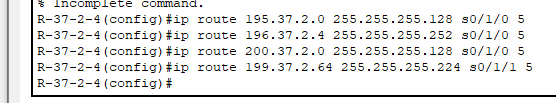 % Incomplete command.
R-37-2-4(config)#ip route 195.37.2.0 255.255.255.128 s0/1/0 5
R-37-2-4(config)#ip route 196.37.2.4 255.255.255.252 s0/1/0 5
R-37-2-4(config)#ip route 200.37.2.0 255.255.255.128 s0/1/0 5
R-37-2-4(config)#ip route 199.37.2.64 255.255.255.224 s0/1/1 5
R-37-2-4(config)#